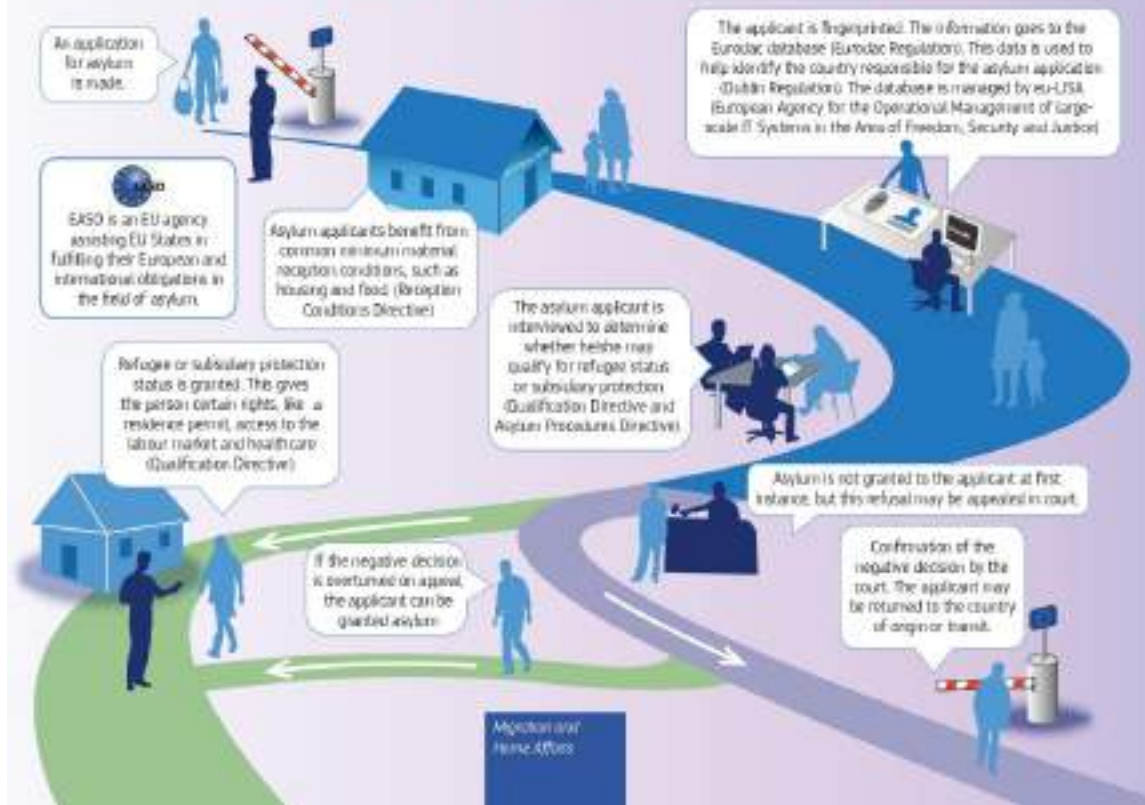 An application
for asylum
is made.
The applicant is fingerprinted. The information goes to the
Eurodac database (Eurodac Regulation). This data is used to
help identify the country responsible for the asylum application
(Dublin Regulation). The database is managed by eu-LISA
(European Agency for the Operational Management of Large-
scale IT Systems in the Area of Freedom, Security and Justice)
EASO
EASO is an EU agency
assisting EU States in
fulfilling their European and
international obligations in
the field of asylum.
Asylum applicants benefit from
common minimum material
reception conditions, such as
housing and food (Reception
Conditions Directive)
The asylum applicant is
interviewed to determine
whether he/she may
qualify for refugee status
or subsidiary protection
(Qualification Directive and
Asylum Procedures Directive)
Refugee or subsidiary protection
status is granted. This gives
the person certain rights, like a
residence permit, access to the
labour market and healthcare
(Qualification Directive)
Asylum is not granted to the applicant at first
instance, but this refusal may be appealed in court.
If the negative decision
is overturned on appeal,
the applicant can be
granted asylum
Confirmation of the
negative decision by the
court. The applicant may
be returned to the country
of origin or transit.
Migration and
Home Affairs